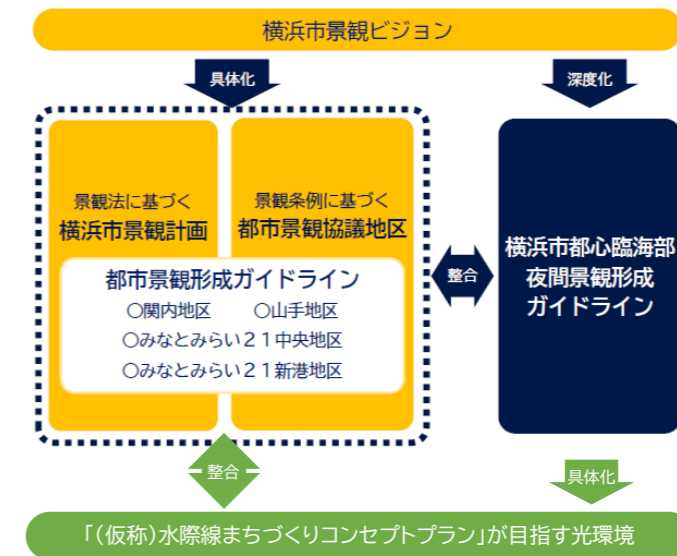 横浜市景観ビジョン
具体化
深度化
景観法に基づく
横浜市景観計画
景観条例に基づく
都市景観協議地区
都市景観形成ガイドライン
〇関内地区　〇山手地区
〇みなとみらい２１中央地区
〇みなとみらい２１新港地区
整合
横浜市都心臨海部
夜間景観形成
ガイドライン
整合
具体化
「(仮称)水際線まちづくりコンセプトプラン」が目指す光環境